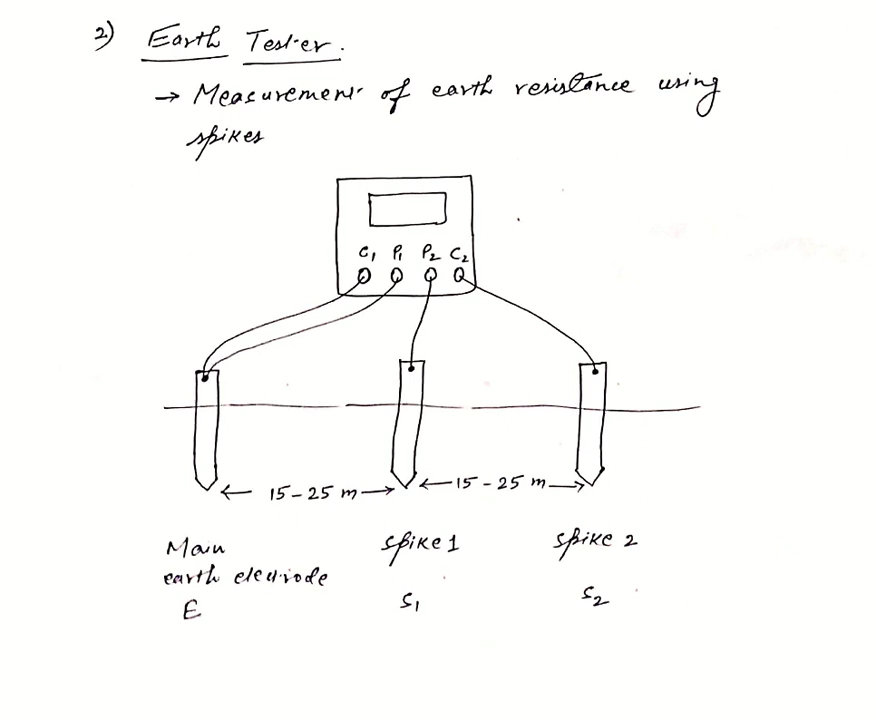 2) Earth Tester.
→ Measurement of earth resistance using
spikes
C₁ P₁ P₂ C₂
← 15-25 m → ← 15-25 m →
Main spike 1 spike 2
earth electrode
E S₁ S₂